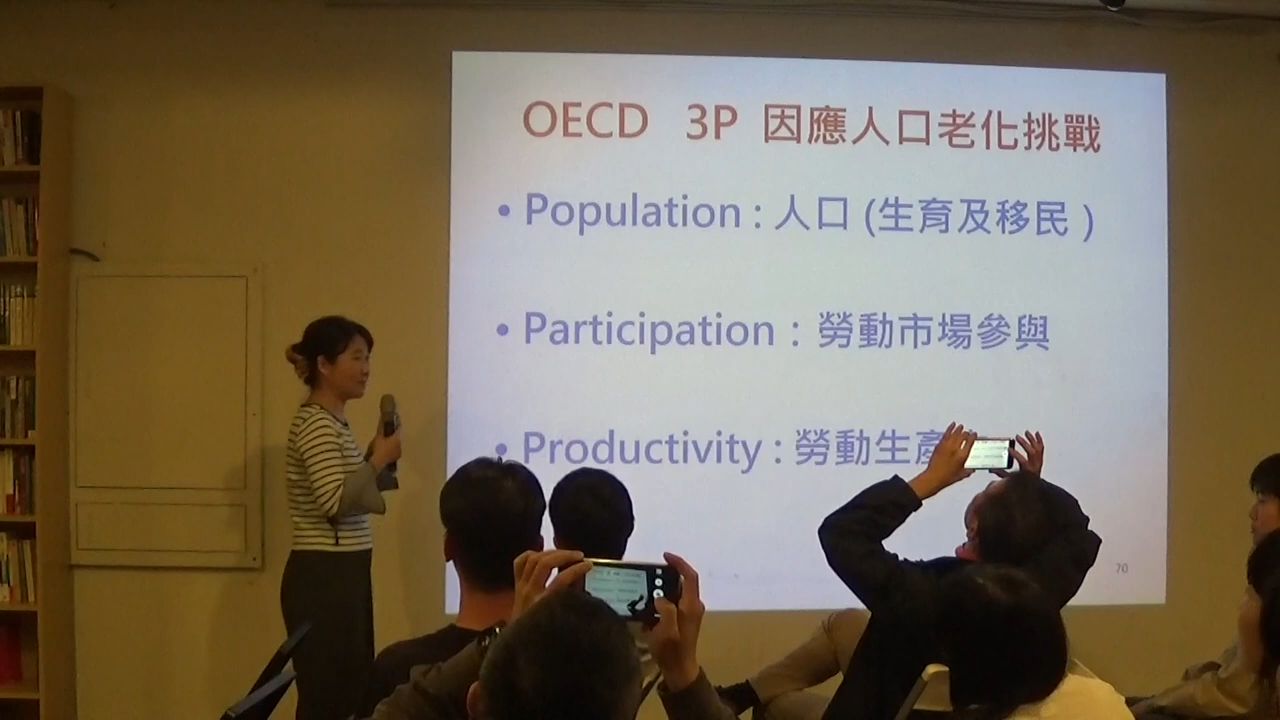 OECD 3P 因應人口老化挑戰
• Population : 人口 (生育及移民 )
• Participation : 勞動市場參與
• Productivity : 勞動生產
70